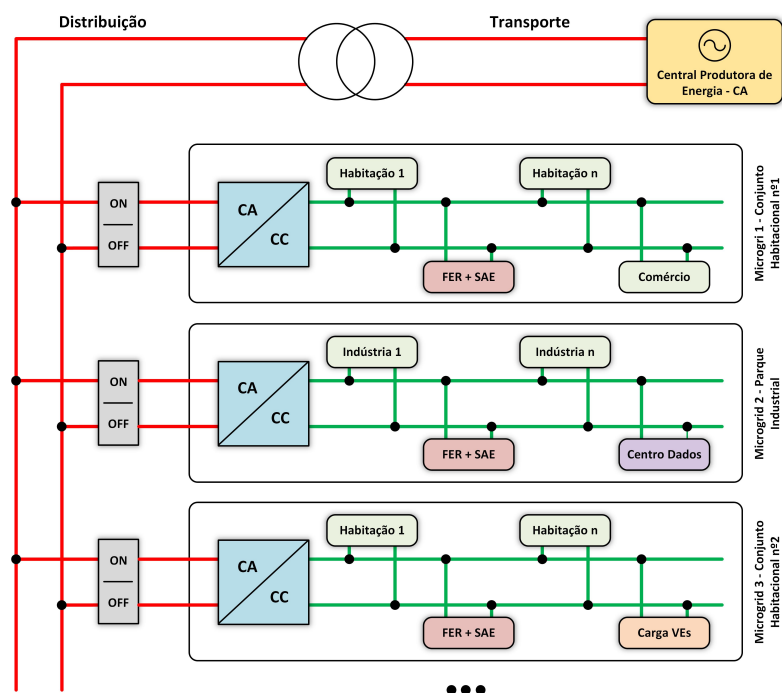 Distribuição
Transporte
Central Produtora de
Energia - CA
Habitação 1
Habitação n
ON
OFF
CA
CC
FER + SAE
Comércio
Microgri 1 - Conjunto
Habitacional nº1
Indústria 1
Indústria n
ON
OFF
CA
CC
FER + SAE
Centro Dados
Microgrid 2 - Parque
Industrial
Habitação 1
Habitação n
ON
OFF
CA
CC
FER + SAE
Carga VEs
Microgrid 3 - Conjunto
Habitacional nº2